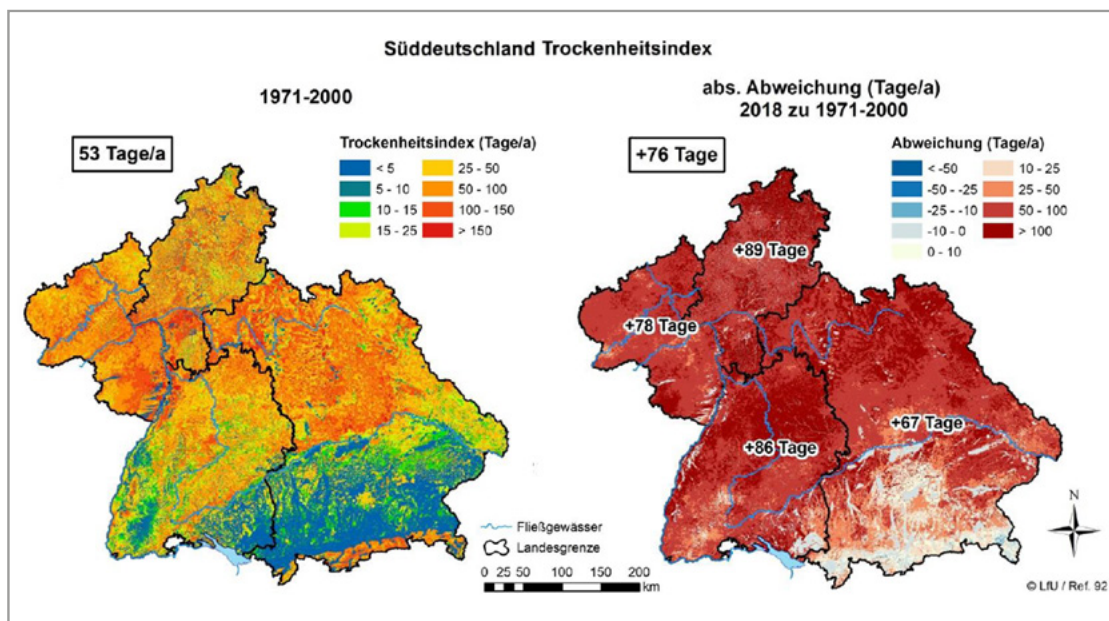 Süddeutschland Trockenheitsindex
1971-2000
53 Tage/a
Trockenheitsindex (Tage/a)
< 5
5 - 10
10 - 15
15 - 25
25 - 50
50 - 100
100 - 150
> 150
Fließgewässer
Landesgrenze
0 25 50 100 150 200
km
abs. Abweichung (Tage/a)
2018 zu 1971-2000
+76 Tage
Abweichung (Tage/a)
< -50
-50 - -25
-25 - -10
-10 - 0
0 - 10
10 - 25
25 - 50
50 - 100
> 100
+89 Tage
+78 Tage
+67 Tage
+86 Tage
N
© LfU / Ref. 92